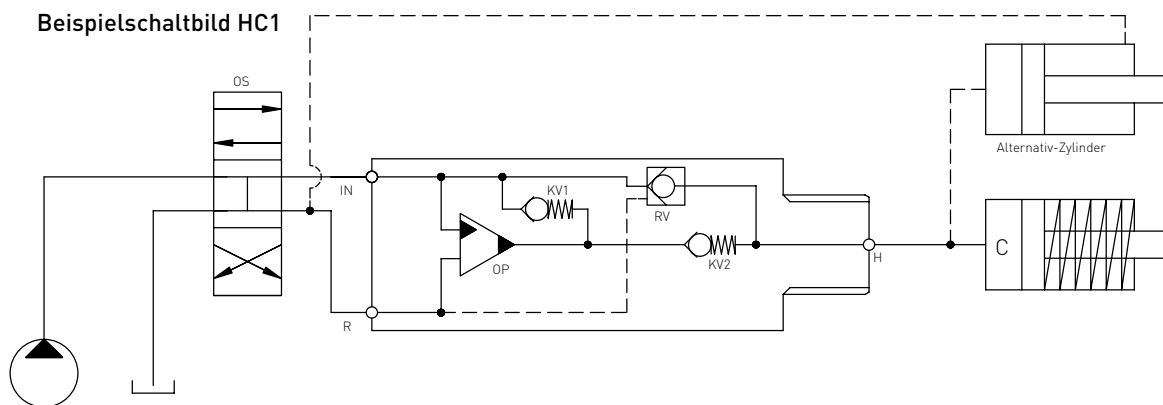 Beispielschaltbild HC1
OS
Alternativ-Zylinder
IN
KV1
RV
OP
KV2
H
C
R